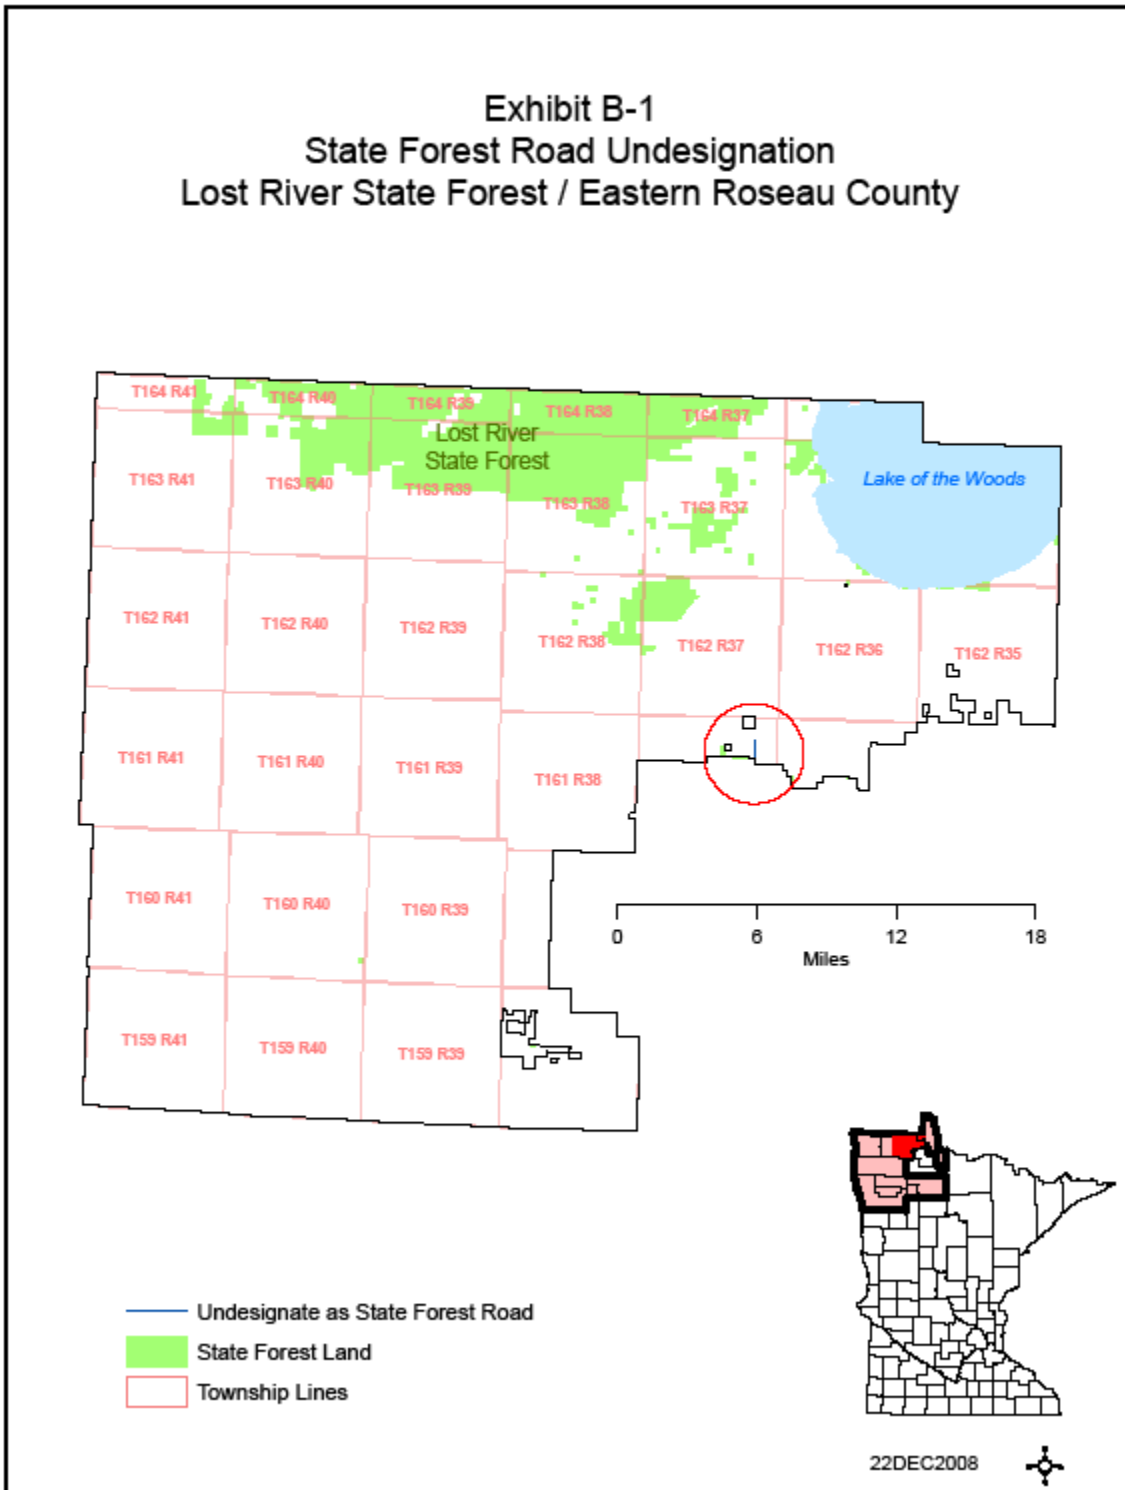 Exhibit B-1
State Forest Road Undesignation
Lost River State Forest / Eastern Roseau County
T164 R41
T164 R40
T164 R39
T164 R38
T164 R37
Lost River
State Forest
Lake of the Woods
T163 R41
T163 R40
T163 R39
T163 R38
T163 R37
T162 R41
T162 R40
T162 R39
T162 R38
T162 R37
T162 R36
T162 R35
T161 R41
T161 R40
T161 R39
T161 R38
T160 R41
T160 R40
T160 R39
0 6 12 18
Miles
T159 R41
T159 R40
T159 R39
Undesignate as State Forest Road
State Forest Land
Township Lines
22DEC2008